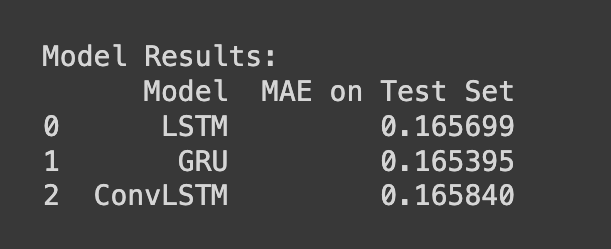 Model Results:
Model MAE on Test Set
0 LSTM 0.165699
1 GRU 0.165395
2 ConvLSTM 0.165840